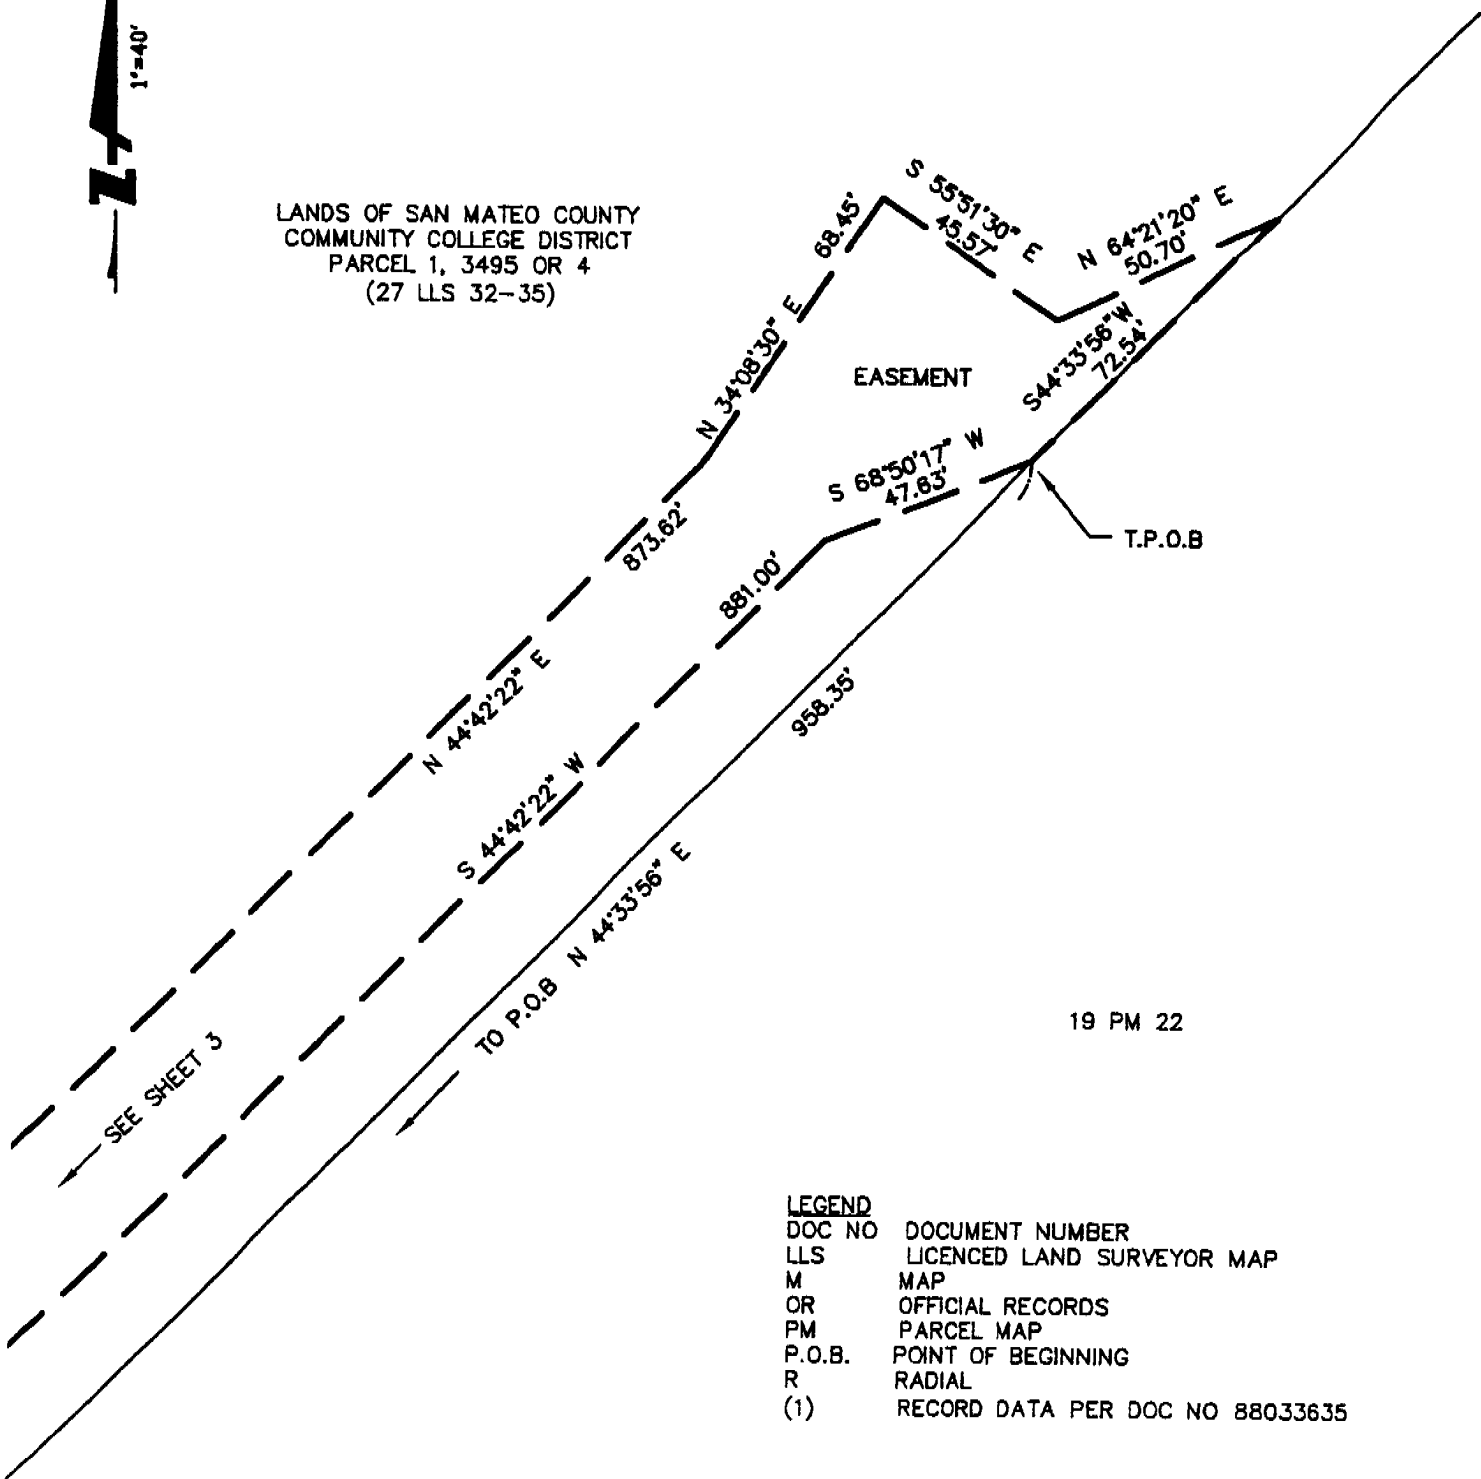 1"=40'
N
LANDS OF SAN MATEO COUNTY
COMMUNITY COLLEGE DISTRICT
PARCEL 1, 3495 OR 4
(27 LLS 32-35)
S 55°51'30" E
45.57'
N 64°21'20" E
50.70'
68.45'
N 34°08'30" E
EASEMENT
S44°33'56"W
72.54'
S 68°50'17" W
47.63'
T.P.O.B
873.62'
881.00'
N 44°42'22" E
958.35'
S 44°42'22" W
TO P.O.B N 44°33'56" E
SEE SHEET 3
19 PM 22
LEGEND
DOC NO DOCUMENT NUMBER
LLS LICENCED LAND SURVEYOR MAP
M MAP
OR OFFICIAL RECORDS
PM PARCEL MAP
P.O.B. POINT OF BEGINNING
R RADIAL
(1) RECORD DATA PER DOC NO 88033635